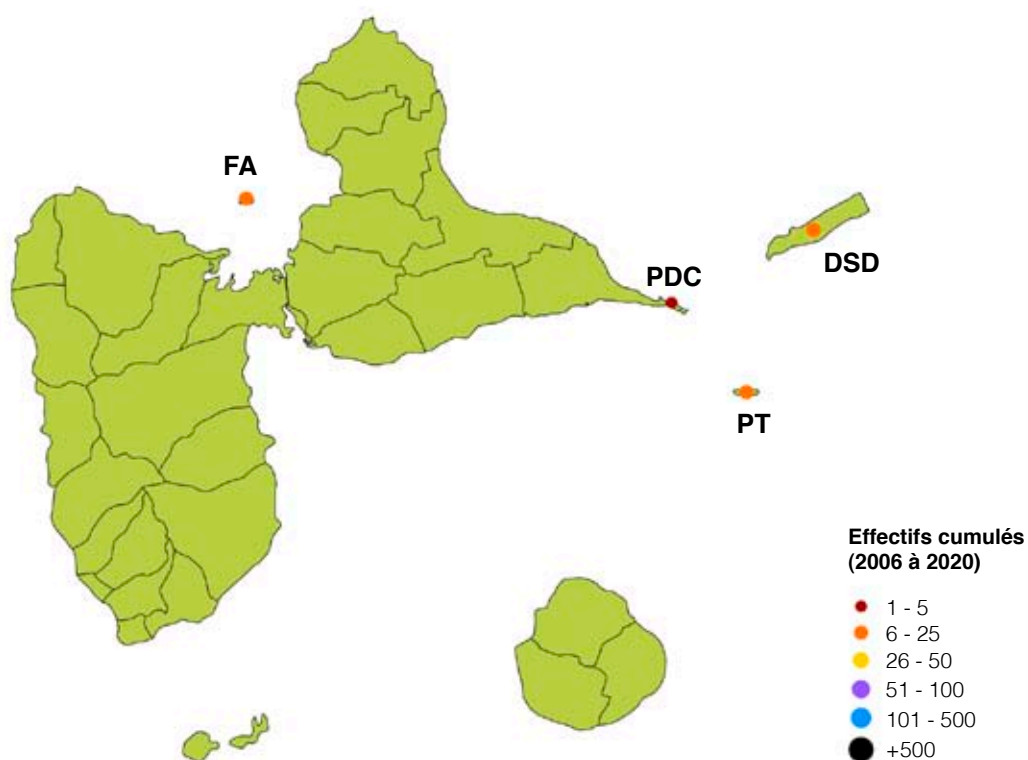 FA
DSD
PDC
PT
Effectifs cumulés
(2006 à 2020)
1 - 5
6 - 25
26 - 50
51 - 100
101 - 500
+500